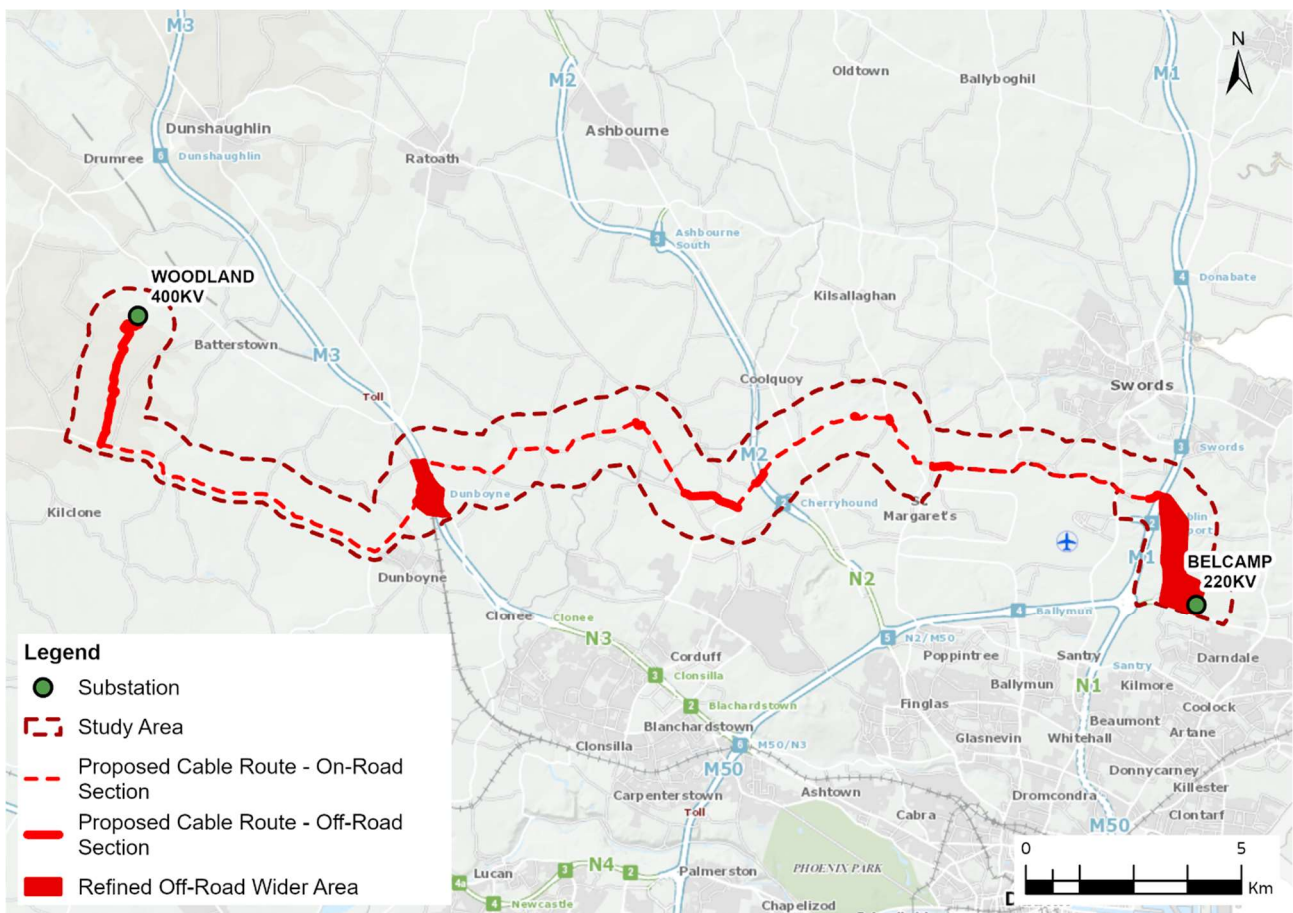 M3
M2
M1
N
Oldtown
Ballyboghil
Dunshaughlin
Ashbourne
Drumree
6
Dunshaughlin
Ratoath
3
Ashbourne
South
WOODLAND
400KV
4
Donabate
Kilsallaghan
Batterstown
M3
Toll
Coolquoy
Swords
M2
3
Swords
Dunboyne
Kilclone
2
Cherryhound
St
Margaret's
2
M1
BELCAMP
220KV
Dunboyne
N2
Clonee
Clonee
4
Ballymun
N3
5
N2/M50
Corduff
Poppintree
Santry
Darndale
3
Clonsilla
Santry
Ballymun
N1
Kilmore
2
Blachardstown
Finglas
Coolock
Blanchardstown
Beaumont
Clonsilla
6
M50/N3
Glasnevin
Whitehall
Artane
M50
Donnycarney
Carpenterstown
Ashtown
Dromcondra
Killester
Toll
Cabra
Clontarf
M50
Lucan
3
N4
2
Palmerston
PHOENIX PARK
4a
4
Newcastle
Chapelizod
Legend
Substation
Study Area
Proposed Cable Route - On-Road
Section
Proposed Cable Route - Off-Road
Section
Refined Off-Road Wider Area
0
5
Km